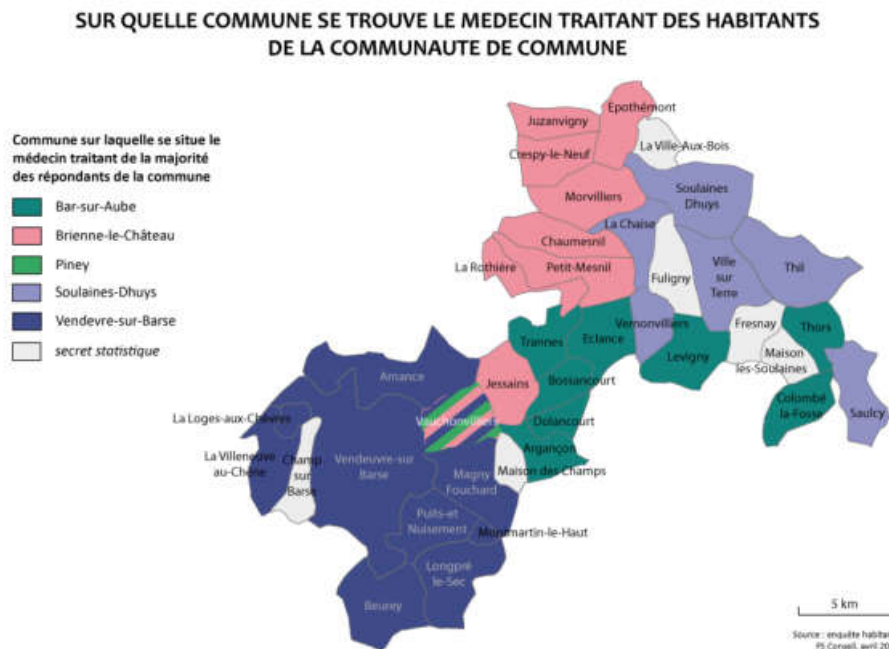 SUR QUELLE COMMUNE SE TROUVE LE MEDECIN TRAITANT DES HABITANTS
DE LA COMMUNAUTE DE COMMUNE
Commune sur laquelle se situe le
médecin traitant de la majorité
des répondants de la commune
Bar-sur-Aube
Brienne-le-Château
Piney
Soulaines-Dhuys
Vendevre-sur-Barse
secret statistique
Epothémont
Juzanvigny
La Ville-Aux-Bois
Crespy-le-Neuf
Soulaines
Dhuys
Morvilliers
La Chaise
Chaumesnil
La Rothière
Petit-Mesnil
Fuligny
Ville
sur
Terre
Thil
Vernonvilliers
Fresnay
Thors
Trannes
Eclance
Levigny
Maison
les-Soulaines
Amance
Jessains
Bossancourt
Colombé
la-Fosse
Saulcy
La Loges-aux-Chèvres
Vauchonvilliers
Dolancourt
Argançon
La Villeneuve
au-Chêne
Champ
sur
Barse
Vendeuvre-sur
Barse
Magny
Fouchard
Maison des-Champs
Puits-et
Nuisement
Montmartin-le-Haut
Longpré
le-Sec
Beurey
5 km
Source : enquête habitan
FS Conseil, avril 20